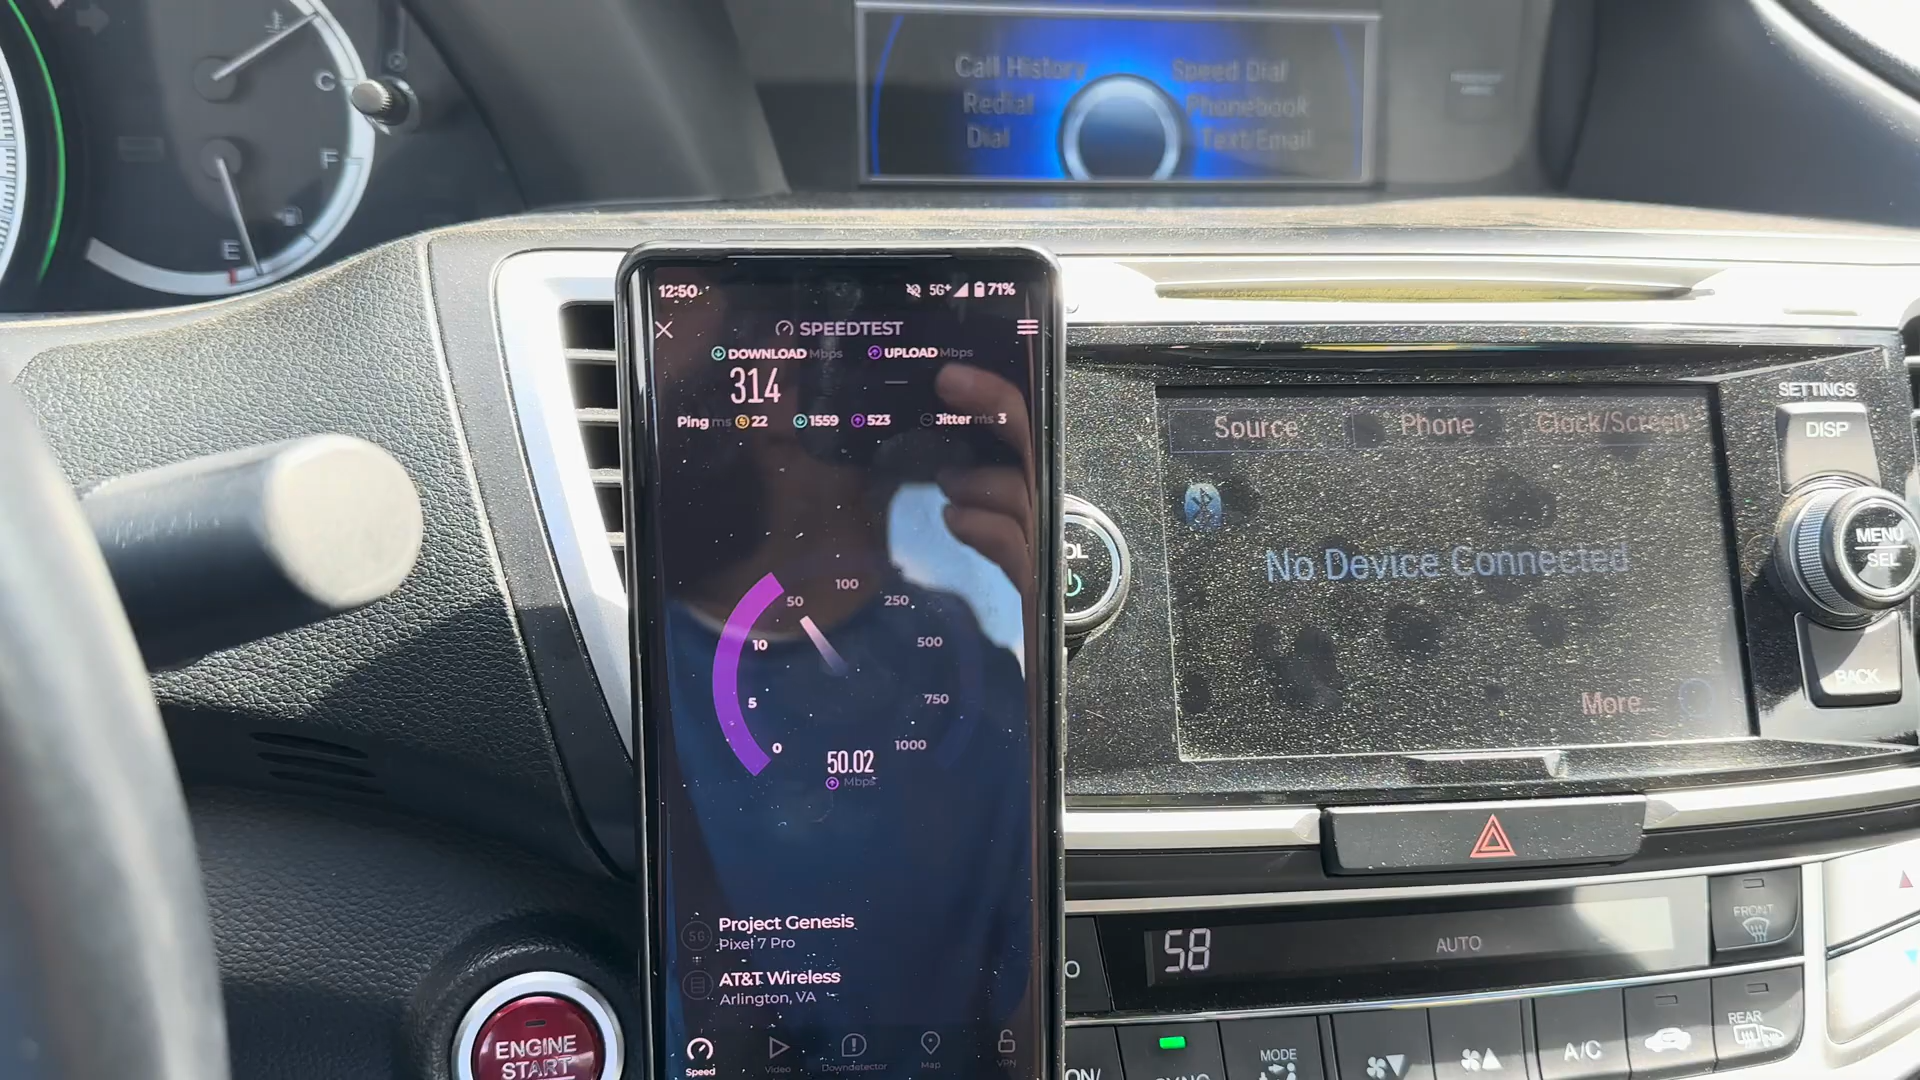 C
F
E
Call History
Redial
Dial
Speed Dial
Phonebook
Text/Email
12:50
5G+ 71%
SPEEDTEST
DOWNLOAD Mbps
UPLOAD Mbps
314
—
Ping ms 22 1559 523 Jitter ms 3
0
5
10
50
100
250
500
750
1000
50.02
Mbps
5G
Project Genesis
Pixel 7 Pro
AT&T Wireless
Arlington, VA
Speed
Video
Downdetector
Map
VPN
Source
Phone
Clock/Screen
No Device Connected
More...
SETTINGS
DISP
MENU
SEL
BACK
58
AUTO
FRONT
REAR
MODE
A/C
SYNC
ON/
ENGINE
START